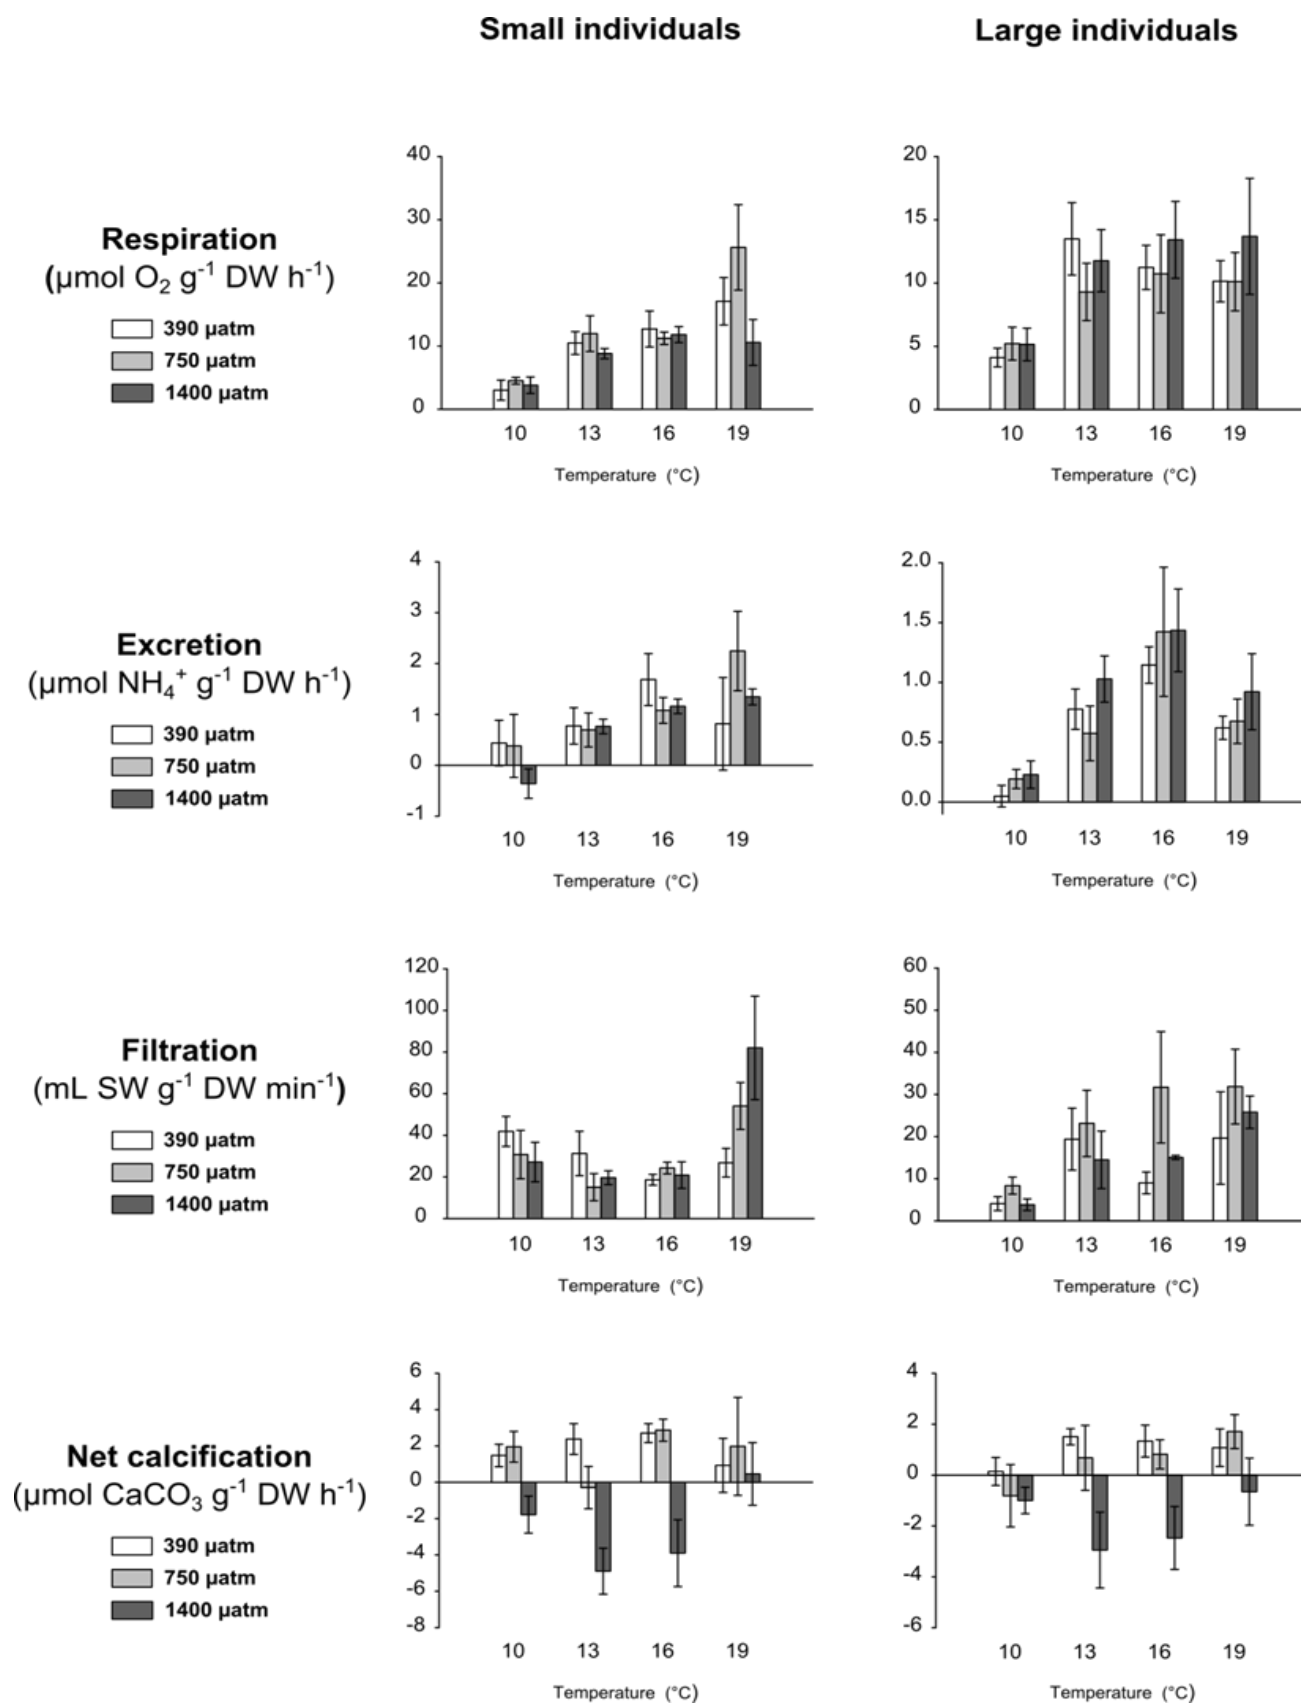 Small individuals
Large individuals
Respiration
(µmol O₂ g⁻¹ DW h⁻¹)
390 µatm
750 µatm
1400 µatm
40
30
20
10
0
10 13 16 19
Temperature (°C)
20
15
10
5
0
10 13 16 19
Temperature (°C)
Excretion
(µmol NH₄⁺ g⁻¹ DW h⁻¹)
390 µatm
750 µatm
1400 µatm
4
3
2
1
0
-1
10 13 16 19
Temperature (°C)
2.0
1.5
1.0
0.5
0.0
10 13 16 19
Temperature (°C)
Filtration
(mL SW g⁻¹ DW min⁻¹)
390 µatm
750 µatm
1400 µatm
120
100
80
60
40
20
0
10 13 16 19
Temperature (°C)
60
50
40
30
20
10
0
10 13 16 19
Temperature (°C)
Net calcification
(µmol CaCO₃ g⁻¹ DW h⁻¹)
390 µatm
750 µatm
1400 µatm
6
4
2
0
-2
-4
-6
-8
10 13 16 19
Temperature (°C)
4
2
0
-2
-4
-6
10 13 16 19
Temperature (°C)